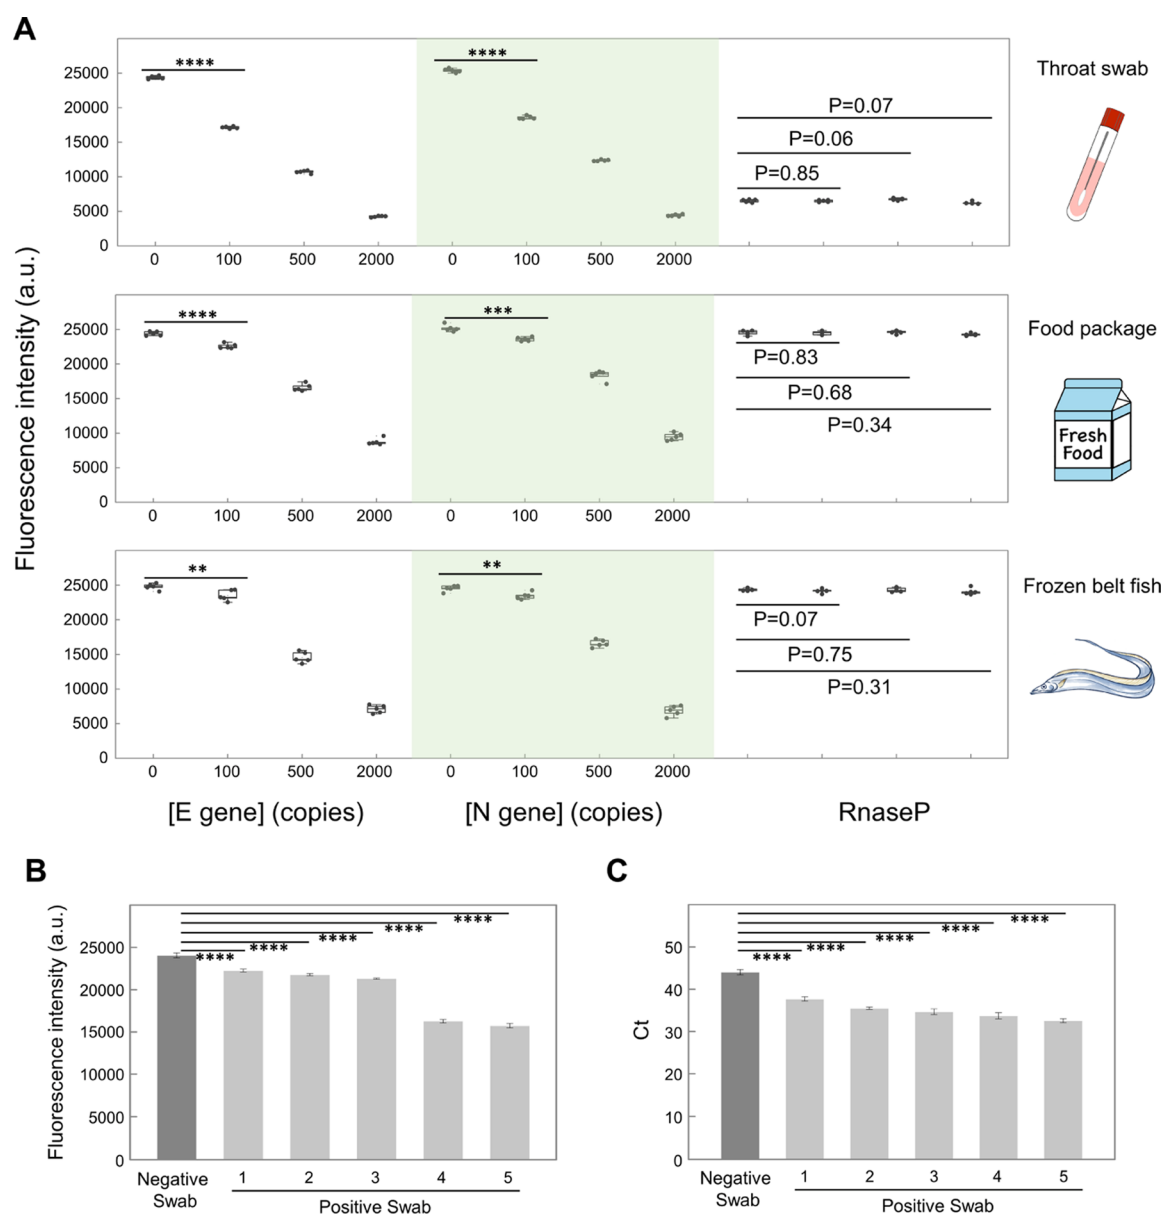 A
Fluorescence intensity (a.u.)
25000
20000
15000
10000
5000
0
****
****
P=0.07
P=0.06
P=0.85
0 100 500 2000 0 100 500 2000
Throat swab
25000
20000
15000
10000
5000
0
****
***
P=0.83
P=0.68
P=0.34
0 100 500 2000 0 100 500 2000
Food package
Fresh
Food
25000
20000
15000
10000
5000
0
**
**
P=0.07
P=0.75
P=0.31
0 100 500 2000 0 100 500 2000
Frozen belt fish
[E gene] (copies) [N gene] (copies) RnaseP
B
Fluorescence intensity (a.u.)
25000
20000
15000
10000
5000
0
****
****
****
****
****
Negative
Swab
1 2 3 4 5
Positive Swab
C
Ct
50
40
30
20
10
0
****
****
****
****
****
Negative
Swab
1 2 3 4 5
Positive Swab